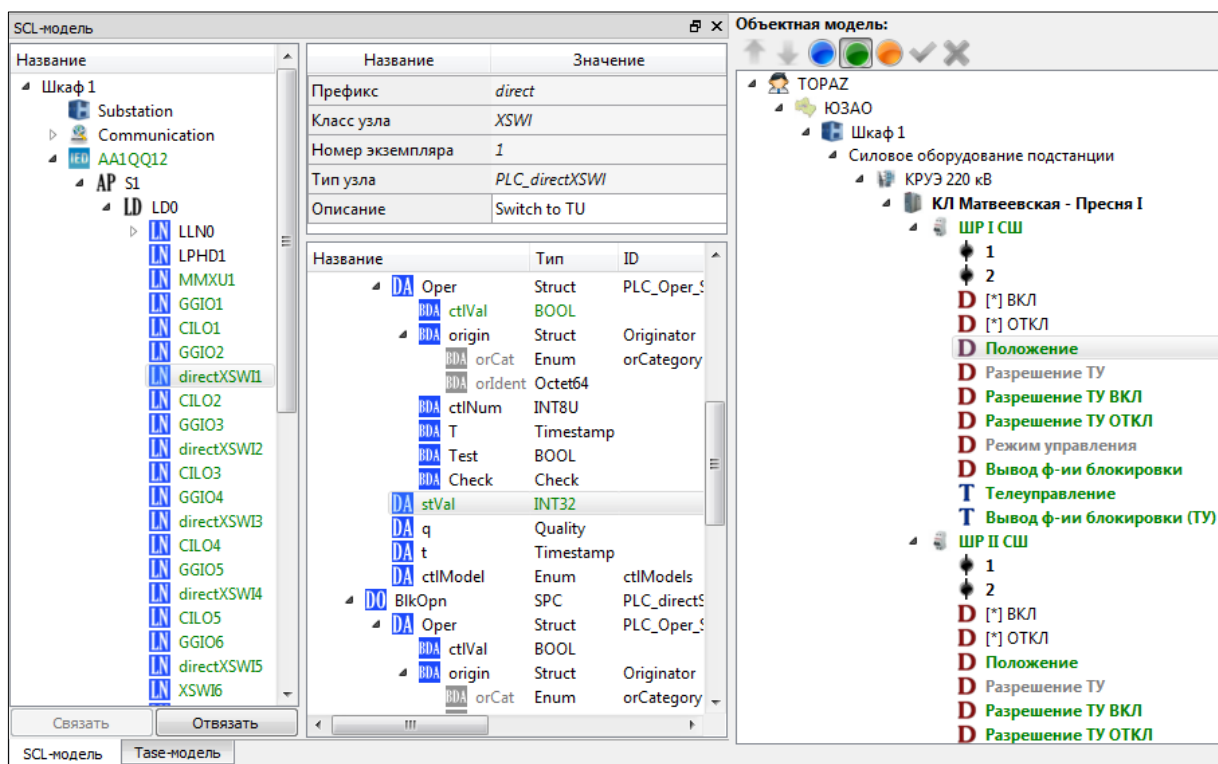 SCL-модель
Название
Шкаф 1
Substation
Communication
IED AA1QQ12
AP S1
LD LD0
LN LLN0
LN LPHD1
LN MMXU1
LN GGIO1
LN CILO1
LN GGIO2
LN directXSWI1
LN CILO2
LN GGIO3
LN directXSWI2
LN CILO3
LN GGIO4
LN directXSWI3
LN CILO4
LN GGIO5
LN directXSWI4
LN CILO5
LN GGIO6
LN directXSWI5
LN XSWI6
Связать Отвязать
SCL-модель Tase-модель
Название Значение
Префикс direct
Класс узла XSWI
Номер экземпляра 1
Тип узла PLC_directXSWI
Описание Switch to TU
Название Тип ID
DA Oper Struct PLC_Oper_S
BDA ctlVal BOOL
BDA origin Struct Originator
BDA orCat Enum orCategory
BDA orIdent Octet64
BDA ctlNum INT8U
BDA T Timestamp
BDA Test BOOL
BDA Check Check
DA stVal INT32
DA q Quality
DA t Timestamp
DA ctlModel Enum ctlModels
DO BlkOpn SPC PLC_directS
DA Oper Struct PLC_Oper_S
BDA ctlVal BOOL
BDA origin Struct Originator
BDA orCat Enum orCategory
Объектная модель:
TOPAZ
ЮЗАО
Шкаф 1
Силовое оборудование подстанции
КРУЭ 220 кВ
КЛ Матвеевская - Пресня I
ШР I СШ
1
2
D [*] ВКЛ
D [*] ОТКЛ
D Положение
D Разрешение ТУ
D Разрешение ТУ ВКЛ
D Разрешение ТУ ОТКЛ
D Режим управления
D Вывод ф-ии блокировки
T Телеуправление
T Вывод ф-ии блокировки (ТУ)
ШР II СШ
1
2
D [*] ВКЛ
D [*] ОТКЛ
D Положение
D Разрешение ТУ
D Разрешение ТУ ВКЛ
D Разрешение ТУ ОТКЛ